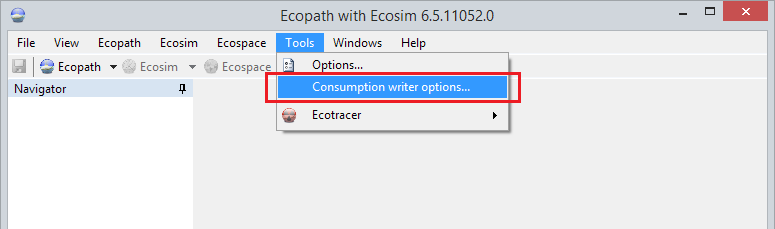 Ecopath with Ecosim 6.5.11052.0
File View Ecopath Ecosim Ecospace Tools Windows Help
Ecopath Ecosim Ecospace Options...
Navigator Consumption writer options...
Ecotracer